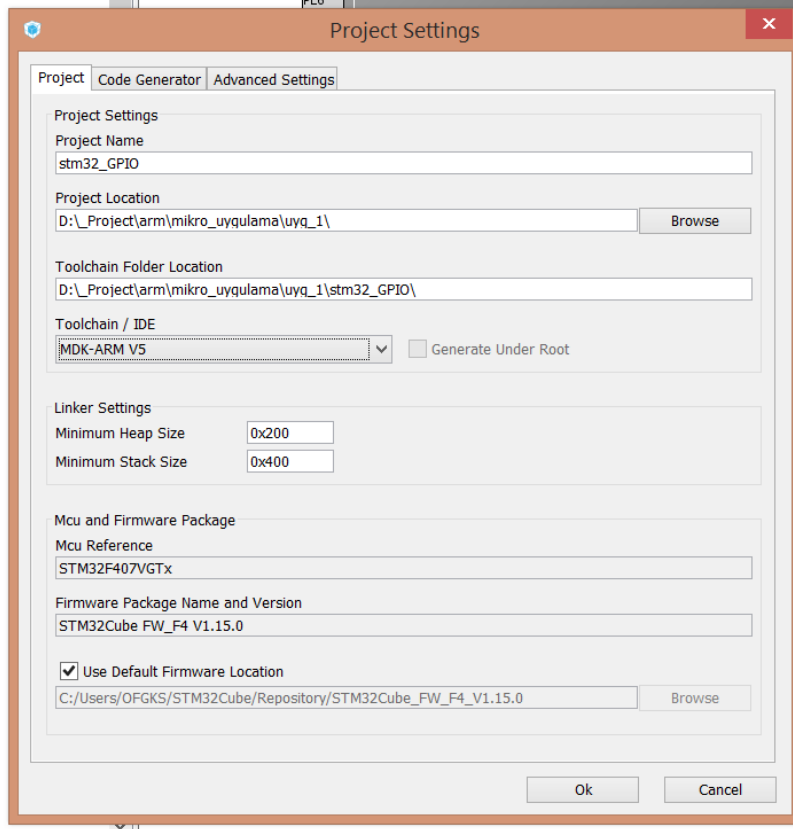 PE6
Project Settings
Project Code Generator Advanced Settings
Project Settings
Project Name
stm32_GPIO
Project Location
D:\_Project\arm\mikro_uygulama\uyg_1\ Browse
Toolchain Folder Location
D:\_Project\arm\mikro_uygulama\uyg_1\stm32_GPIO\
Toolchain / IDE
MDK-ARM V5 Generate Under Root
Linker Settings
Minimum Heap Size 0x200
Minimum Stack Size 0x400
Mcu and Firmware Package
Mcu Reference
STM32F407VGTx
Firmware Package Name and Version
STM32Cube FW_F4 V1.15.0
Use Default Firmware Location
C:/Users/OFGKS/STM32Cube/Repository/STM32Cube_FW_F4_V1.15.0 Browse
Ok Cancel